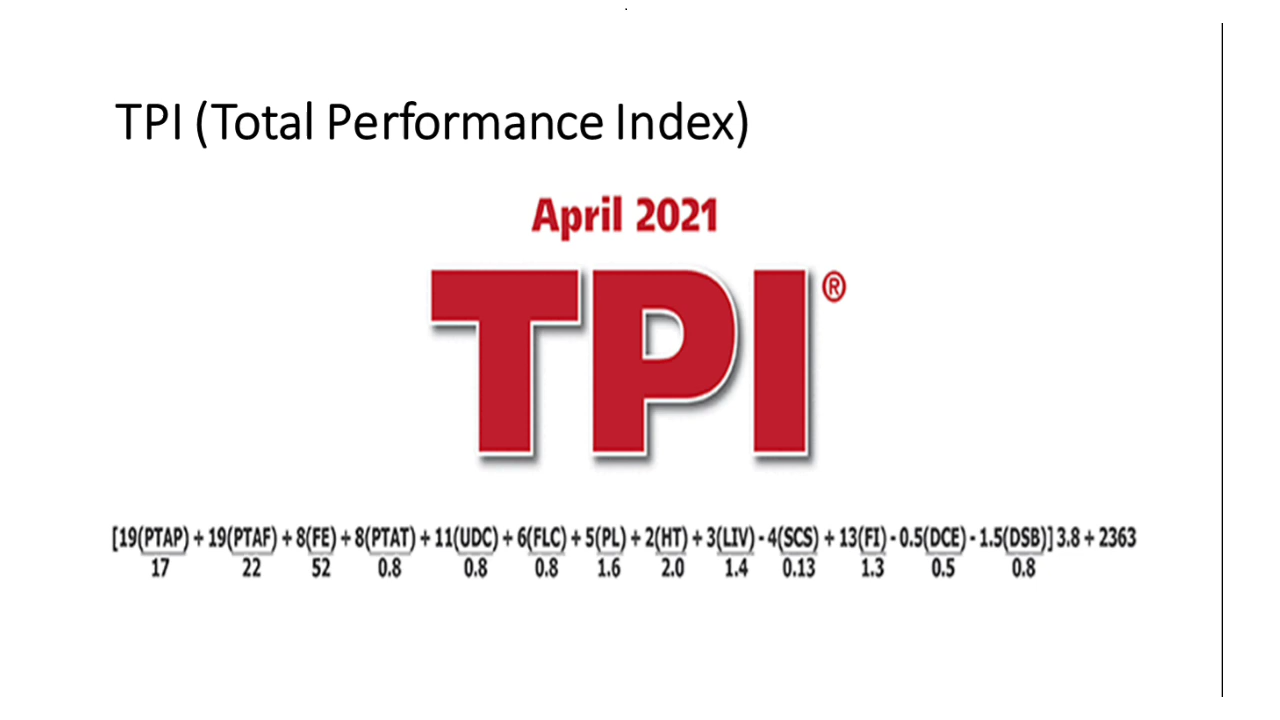 TPI (Total Performance Index)
April 2021
TPI®
[19(PTAP) + 19(PTAF) + 8(FE) + 8(PTAT) + 11(UDC) + 6(FLC) + 5(PL) + 2(HT) + 3(LIV) - 4(SCS) + 13(FI) - 0.5(DCE) - 1.5(DSB)] 3.8 + 2363
17 22 52 0.8 0.8 0.8 1.6 2.0 1.4 0.13 1.3 0.5 0.8